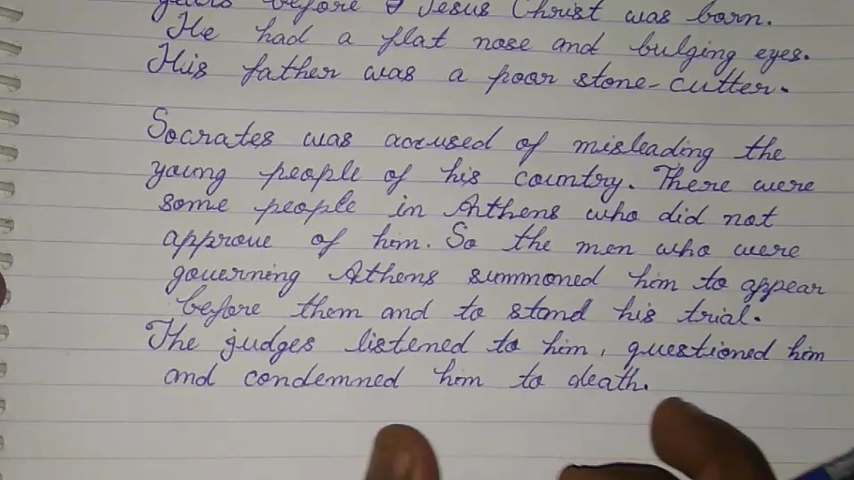 years before Jesus Christ was born.
He had a flat nose and bulging eyes.
His father was a poor stone-cutter.
Socrates was accused of misleading the
young people of his country. There were
some people in Athens who did not
approve of him. So the men who were
governing Athens summoned him to appear
before them and to stand his trial.
The judges listened to him, questioned him
and condemned him to death.